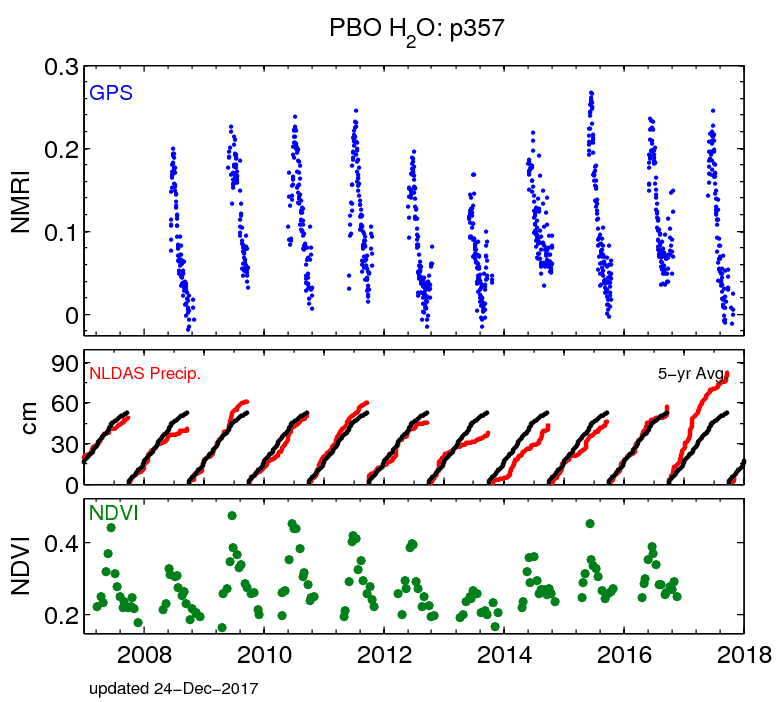 PBO H2O: p357
0.3
GPS
0.2
NMRI
0.1
0
90
NLDAS Precip. 5−yr Avg.
60
cm
30
0
NDVI
0.4
NDVI
0.2
2008 2010 2012 2014 2016 2018
updated 24−Dec−2017